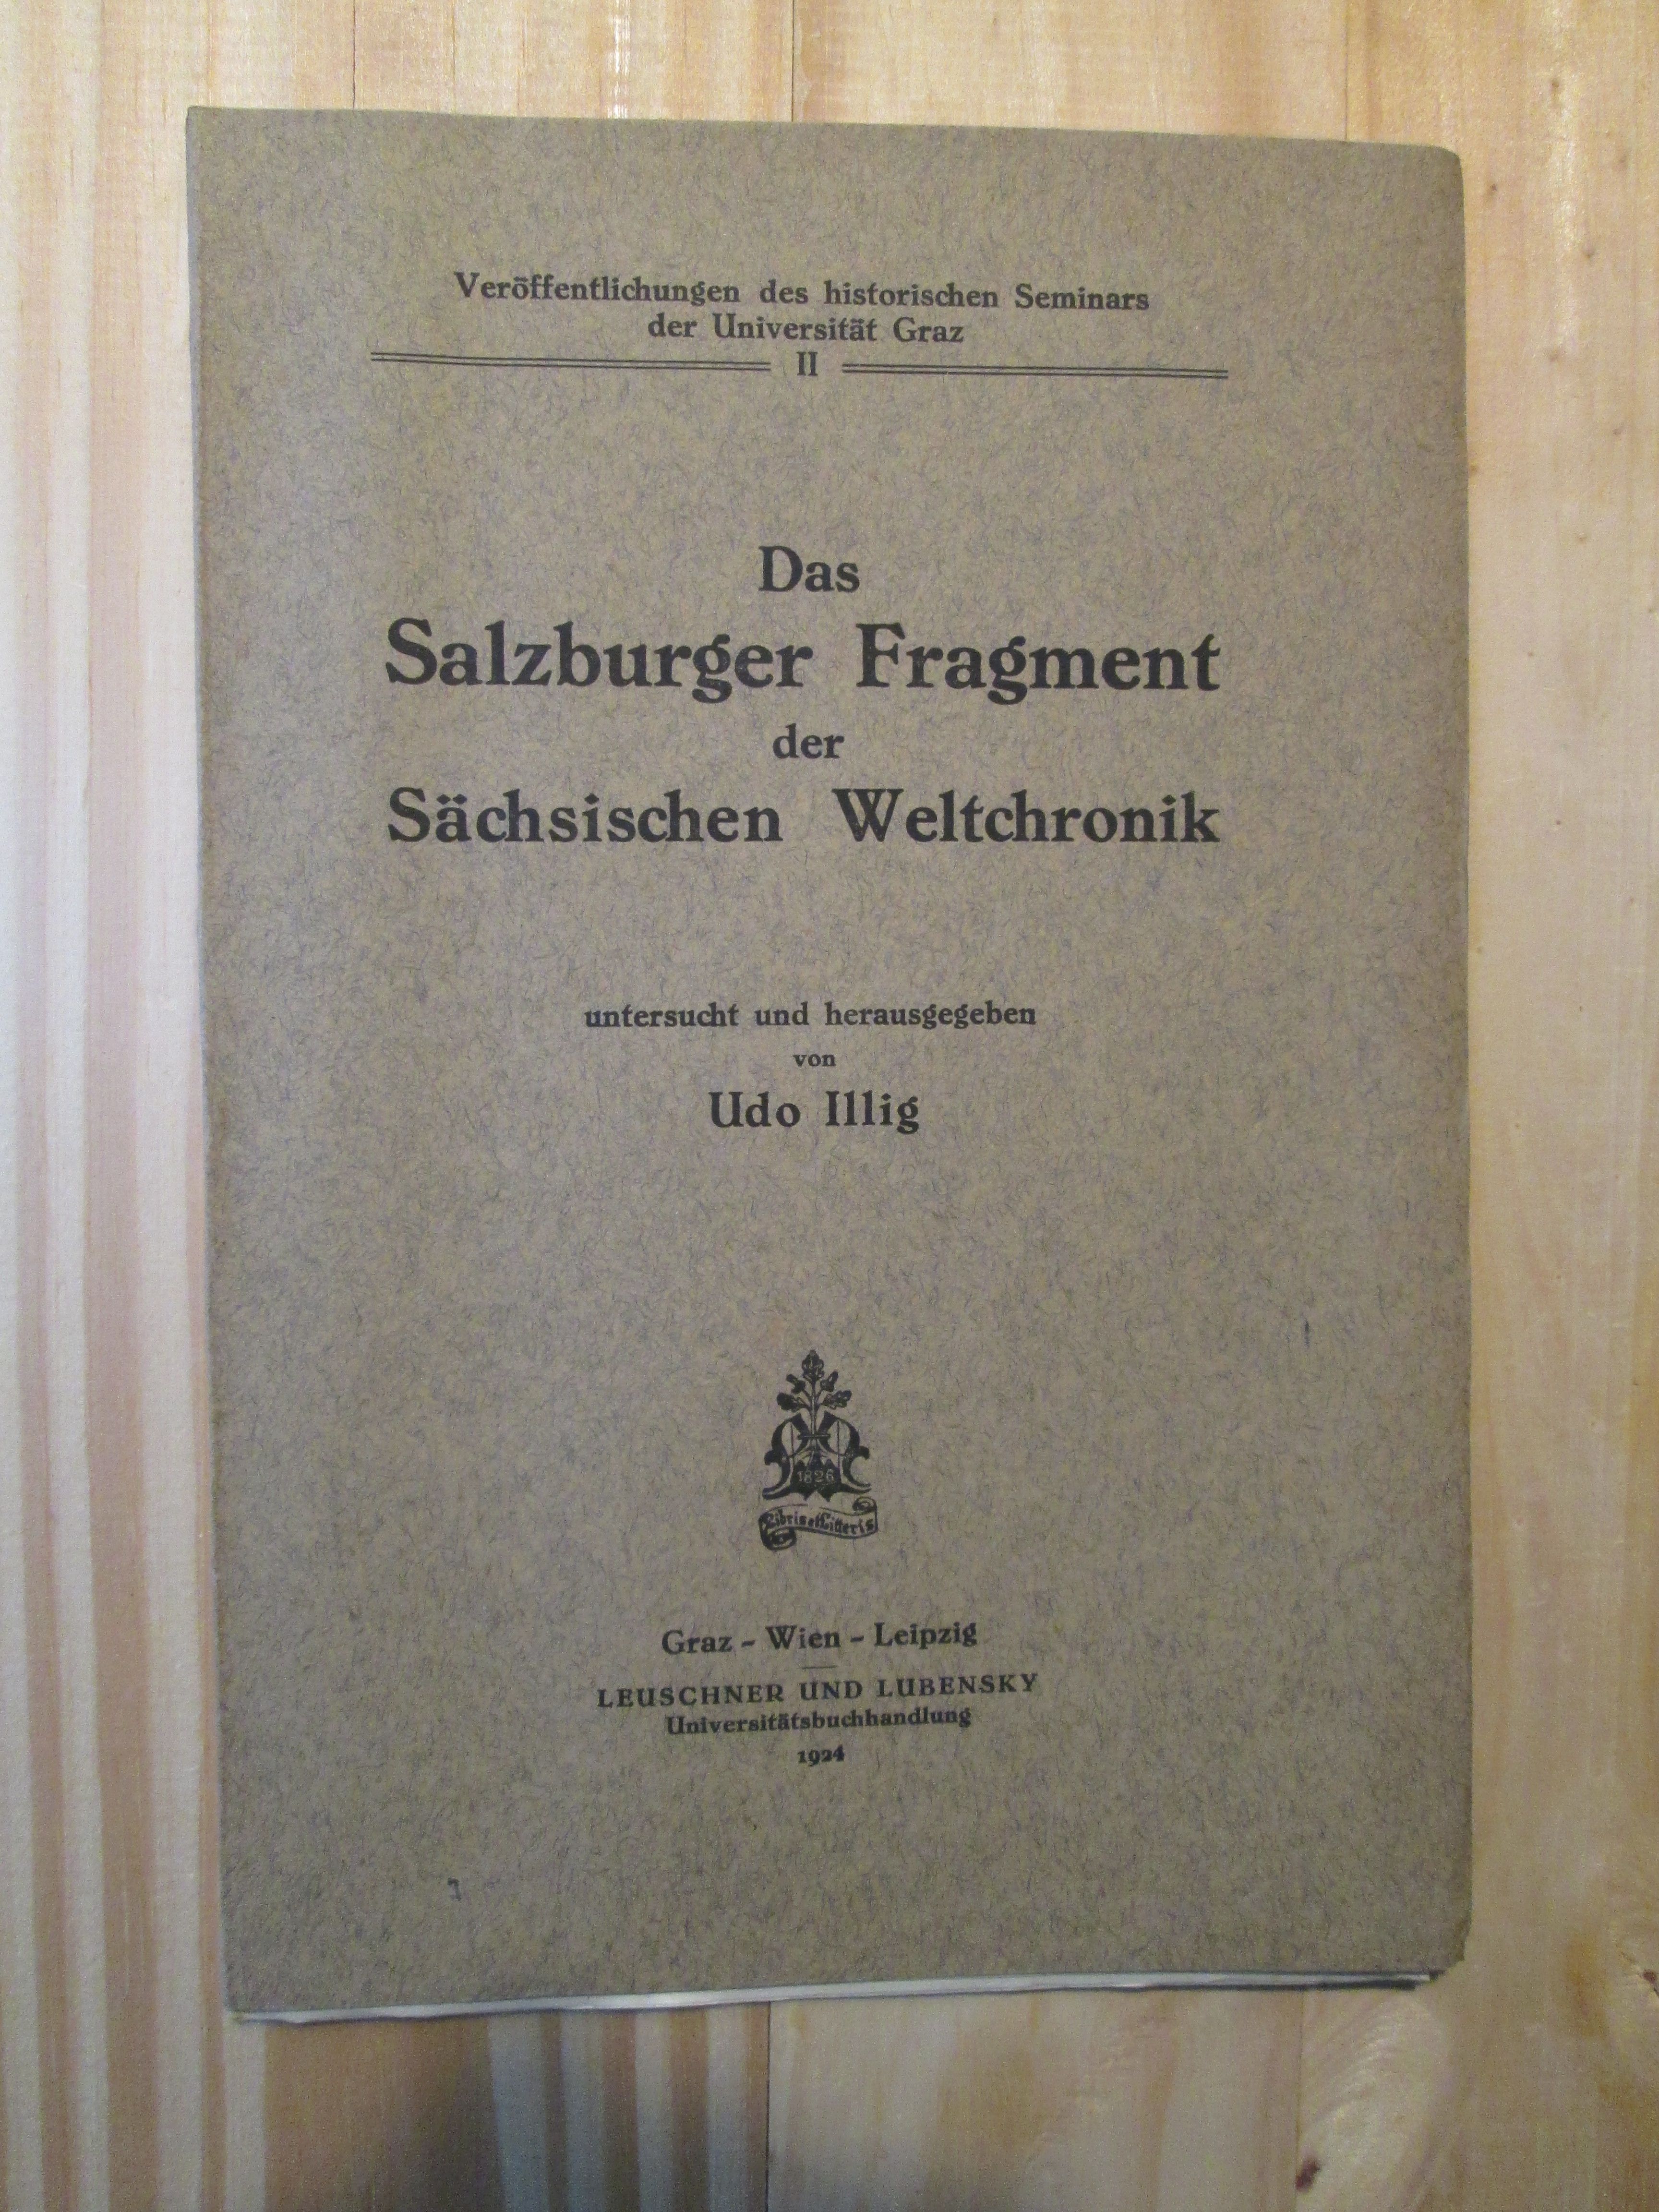 Veröffentlichungen des historischen Seminars
der Universität Graz
II
Das
Salzburger Fragment
der
Sächsischen Weltchronik
untersucht und herausgegeben
von
Udo Illig
1826
Libris et Litteris
Graz - Wien - Leipzig
LEUSCHNER UND LUBENSKY
Universitätsbuchhandlung
1924